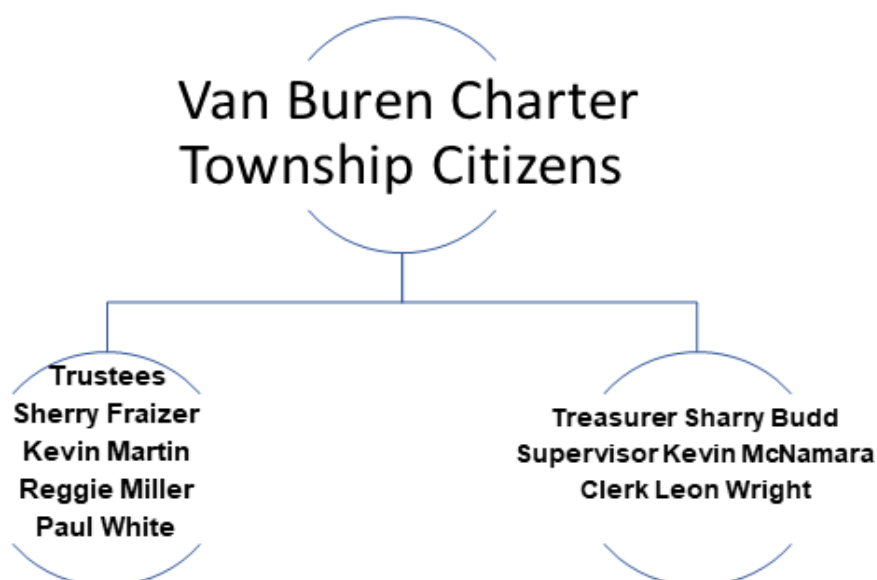 Van Buren Charter
Township Citizens
Trustees
Sherry Fraizer
Kevin Martin
Reggie Miller
Paul White
Treasurer Sharry Budd
Supervisor Kevin McNamara
Clerk Leon Wright